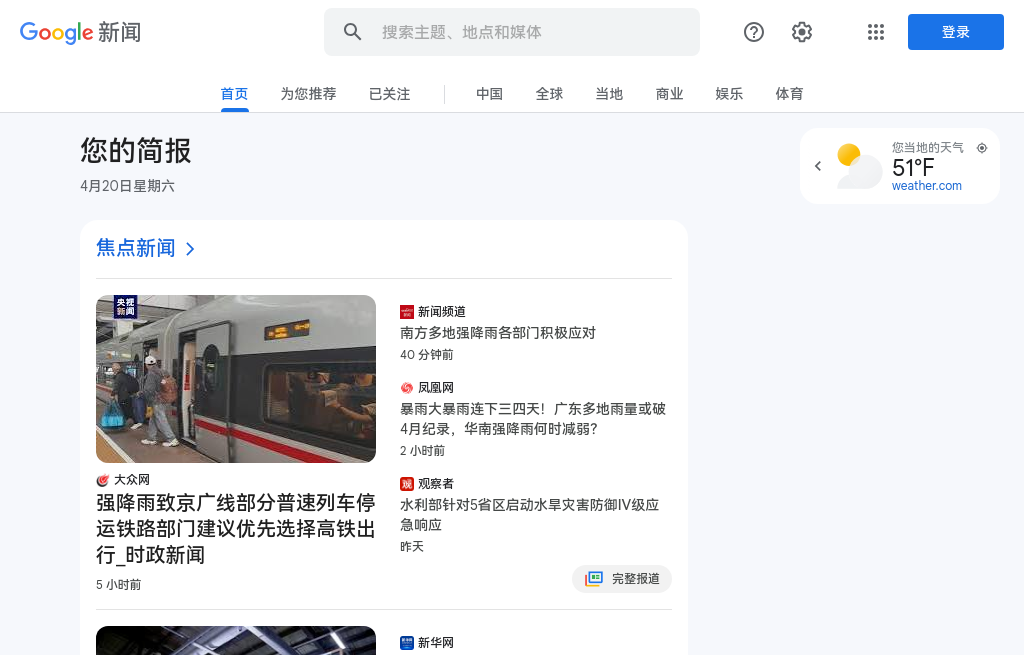 Google 新闻
搜索主题、地点和媒体
登录
首页
为您推荐
已关注
中国
全球
当地
商业
娱乐
体育
您的简报
4月20日星期六
您当地的天气
51°F
weather.com
焦点新闻
央视
新闻
大众网
强降雨致京广线部分普速列车停
运铁路部门建议优先选择高铁出
行_时政新闻
5 小时前
新闻频道
南方多地强降雨各部门积极应对
40 分钟前
凤凰网
暴雨大暴雨连下三四天！广东多地雨量或破
4月纪录，华南强降雨何时减弱？
2 小时前
观察者
水利部针对5省区启动水旱灾害防御Ⅳ级应
急响应
昨天
完整报道
新华网